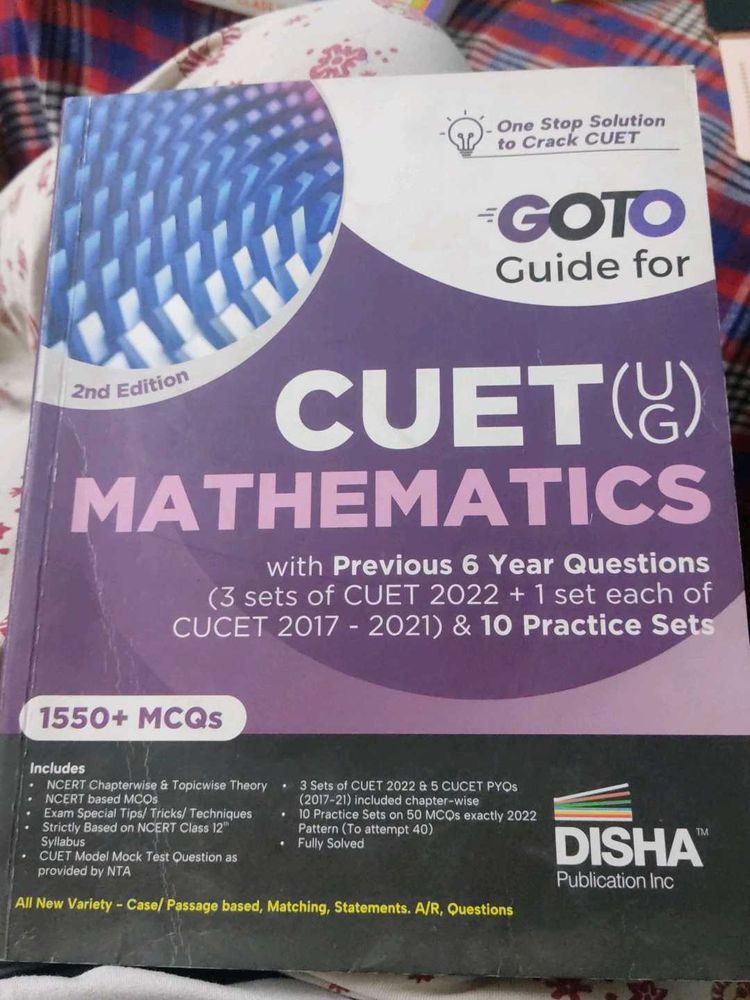 One Stop Solution
to Crack CUET
GOTO
Guide for
2nd Edition
CUET (UG)
MATHEMATICS
with Previous 6 Year Questions
(3 sets of CUET 2022 + 1 set each of
CUCET 2017 - 2021) & 10 Practice Sets
1550+ MCQs
Includes
• NCERT Chapterwise & Topicwise Theory
• NCERT based MCQs
• Exam Special Tips/ Tricks/ Techniques
• Strictly Based on NCERT Class 12th
Syllabus
• CUET Model Mock Test Question as
provided by NTA
• 3 Sets of CUET 2022 & 5 CUCET PYQs
(2017-21) included chapter-wise
• 10 Practice Sets on 50 MCQs exactly 2022
Pattern (To attempt 40)
• Fully Solved
DISHA™
Publication Inc
All New Variety - Case/ Passage based, Matching, Statements. A/R, Questions